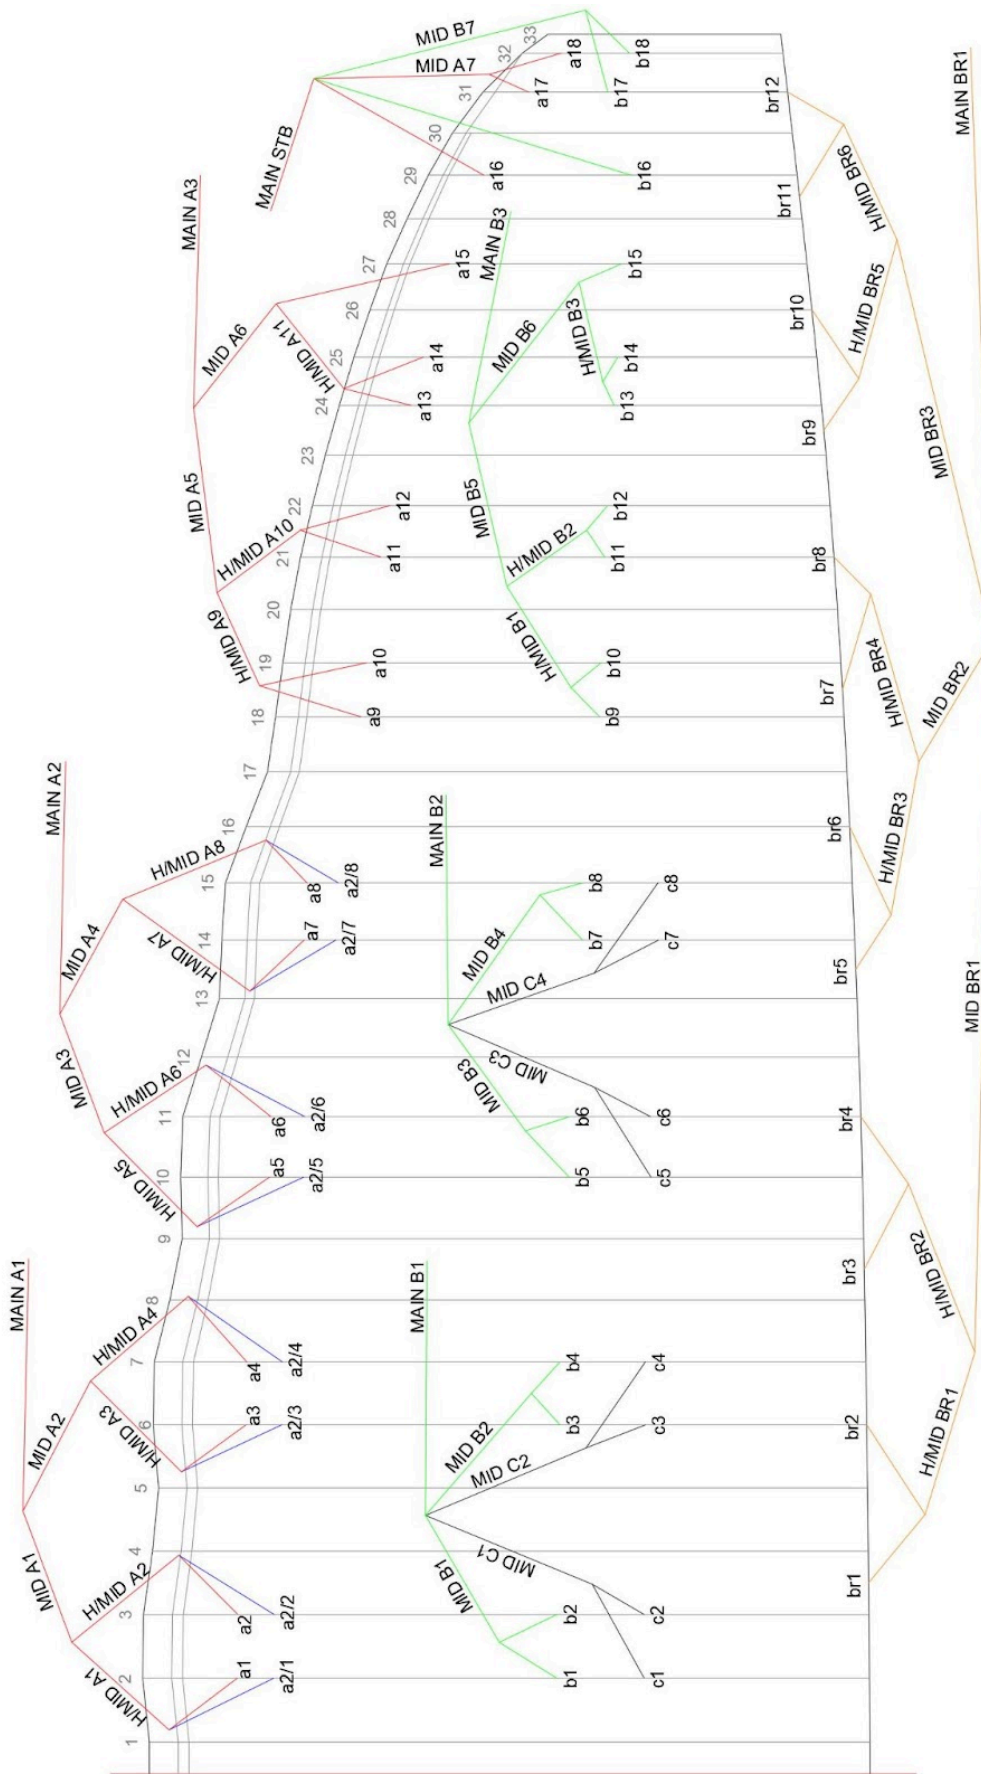 MID B7
33
32
MID A7
a18
b18
31
a17
b17
br12
MAIN BR1
30
MAIN STB
29
a16
b16
br11
H/MID BR6
MAIN A3
28
MAIN B3
27
a15
b15
H/MID BR5
26
br10
MID A6
H/MID A11
25
a14
MID B6
H/MID B3
b14
24
a13
b13
br9
MID BR3
23
MID A5
H/MID A10
22
a12
MID B5
b12
21
a11
H/MID B2
b11
br8
20
H/MID A9
H/MID B1
H/MID BR4
19
a10
b10
br7
MID BR2
18
a9
b9
17
MAIN A2
MAIN B2
16
br6
H/MID BR3
H/MID A8
15
a8
a2/8
b8
c8
MID A4
H/MID A7
14
a7
a2/7
MID B4
b7
c7
br5
13
MID C4
MID BR1
MID A3
12
H/MID A6
MID B3
MID C3
11
a6
a2/6
b6
c6
br4
H/MID A5
10
a5
a2/5
b5
c5
9
br3
H/MID BR2
MAIN A1
MAIN B1
8
H/MID A4
7
a4
a2/4
b4
c4
MID A2
H/MID A3
6
a3
a2/3
MID B2
b3
c3
br2
H/MID BR1
5
MID C2
4
MID A1
H/MID A2
MID B1
MID C1
br1
3
a2
a2/2
b2
c2
H/MID A1
2
a1
a2/1
b1
c1
1